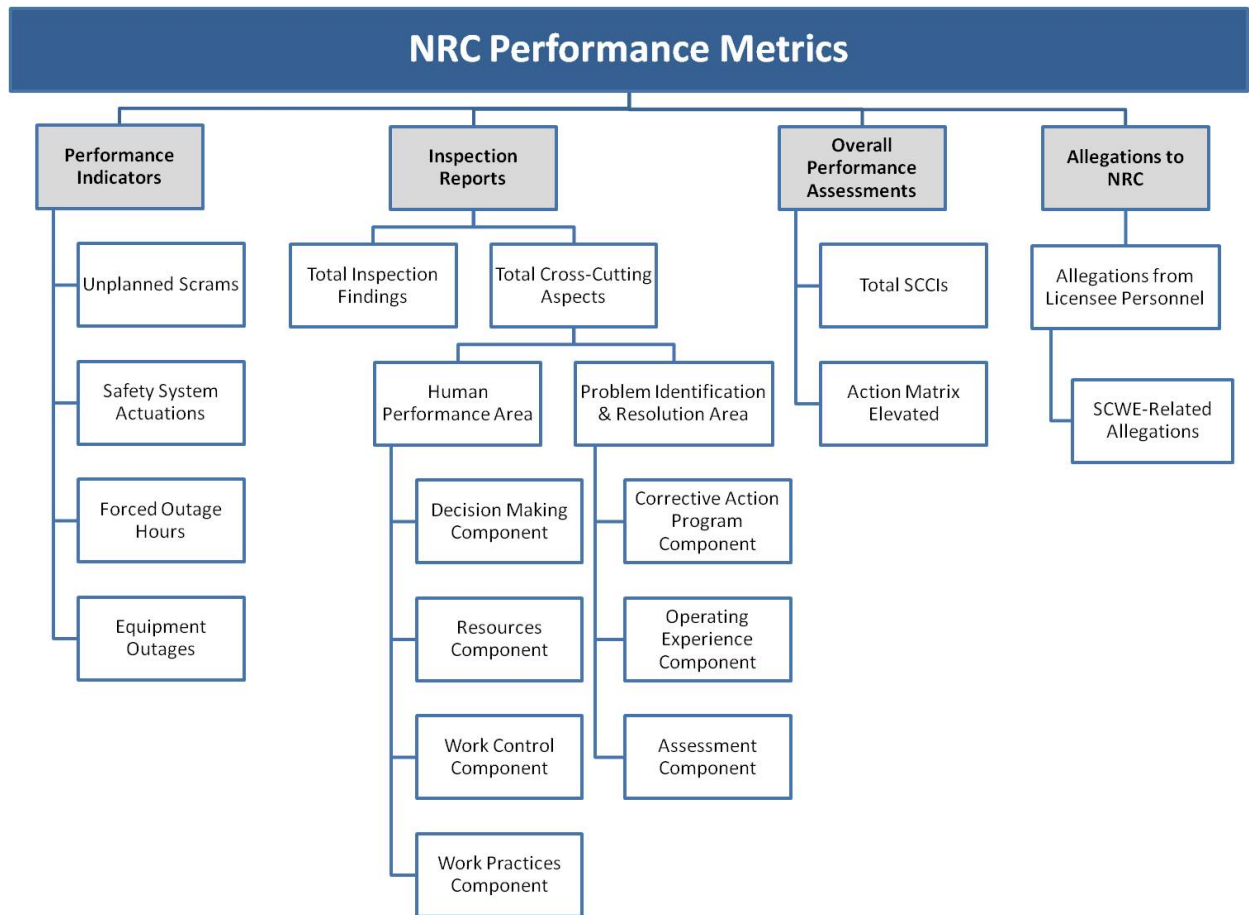 NRC Performance Metrics
Performance
Indicators
Unplanned Scrams
Safety System
Actuations
Forced Outage
Hours
Equipment
Outages
Inspection
Reports
Total Inspection
Findings
Total Cross-Cutting
Aspects
Human
Performance Area
Decision Making
Component
Resources
Component
Work Control
Component
Work Practices
Component
Problem Identification
& Resolution Area
Corrective Action
Program
Component
Operating
Experience
Component
Assessment
Component
Overall
Performance
Assessments
Total SCCIs
Action Matrix
Elevated
Allegations to
NRC
Allegations from
Licensee Personnel
SCWE-Related
Allegations